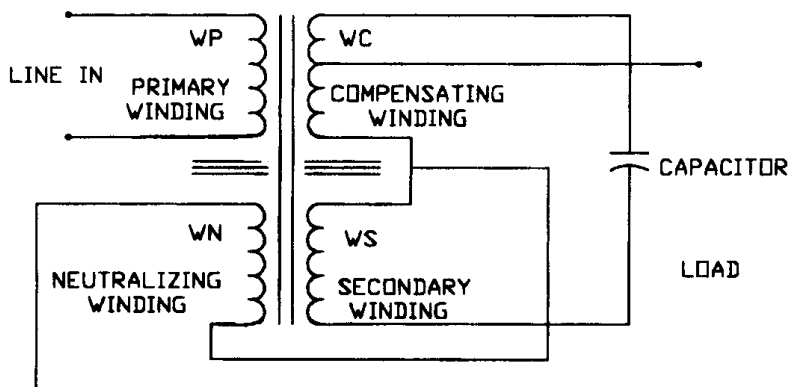 WP
WC
LINE IN
PRIMARY
WINDING
COMPENSATING
WINDING
CAPACITOR
WN
WS
NEUTRALIZING
WINDING
SECONDARY
WINDING
LOAD